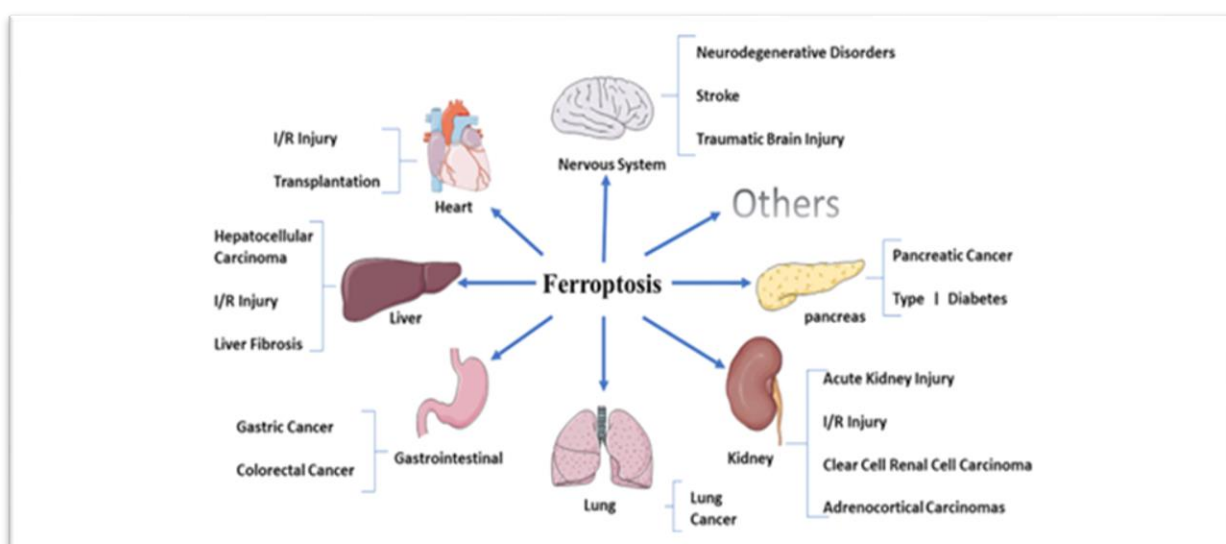 Neurodegenerative Disorders
Stroke
Traumatic Brain Injury
Nervous System
I/R Injury
Transplantation
Heart
Others
Hepatocellular
Carcinoma
I/R Injury
Liver Fibrosis
Liver
Ferroptosis
Pancreatic Cancer
Type I Diabetes
pancreas
Gastric Cancer
Colorectal Cancer
Gastrointestinal
Lung
Lung
Cancer
Kidney
Acute Kidney Injury
I/R Injury
Clear Cell Renal Cell Carcinoma
Adrenocortical Carcinomas